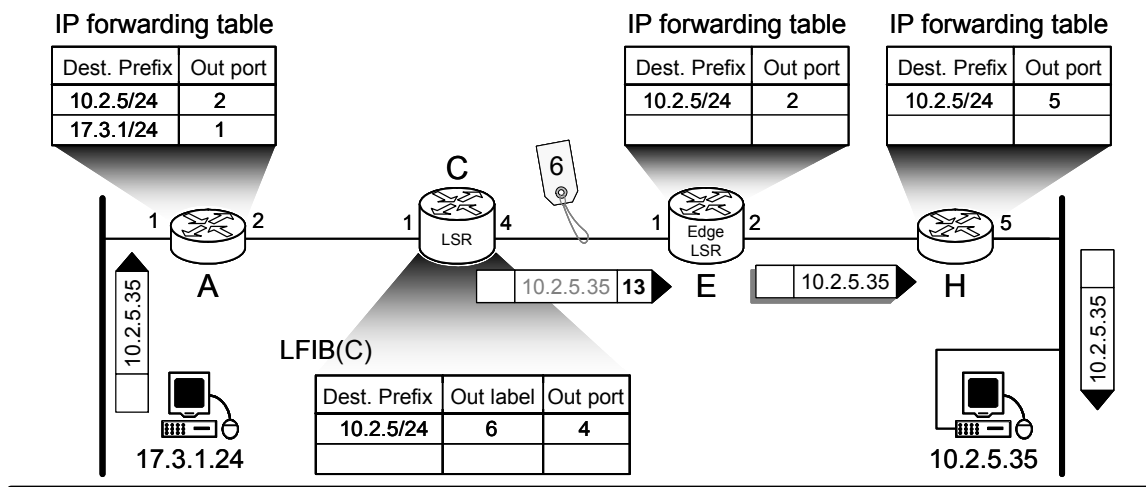 IP forwarding table
Dest. Prefix Out port
10.2.5/24 2
17.3.1/24 1
IP forwarding table
Dest. Prefix Out port
10.2.5/24 2
IP forwarding table
Dest. Prefix Out port
10.2.5/24 5
1
2
A
C
1
LSR
4
6
1
Edge
LSR
2
E
5
H
10.2.5.35
10.2.5.35 13
10.2.5.35
10.2.5.35
LFIB(C)
Dest. Prefix Out label Out port
10.2.5/24 6 4
17.3.1.24
10.2.5.35